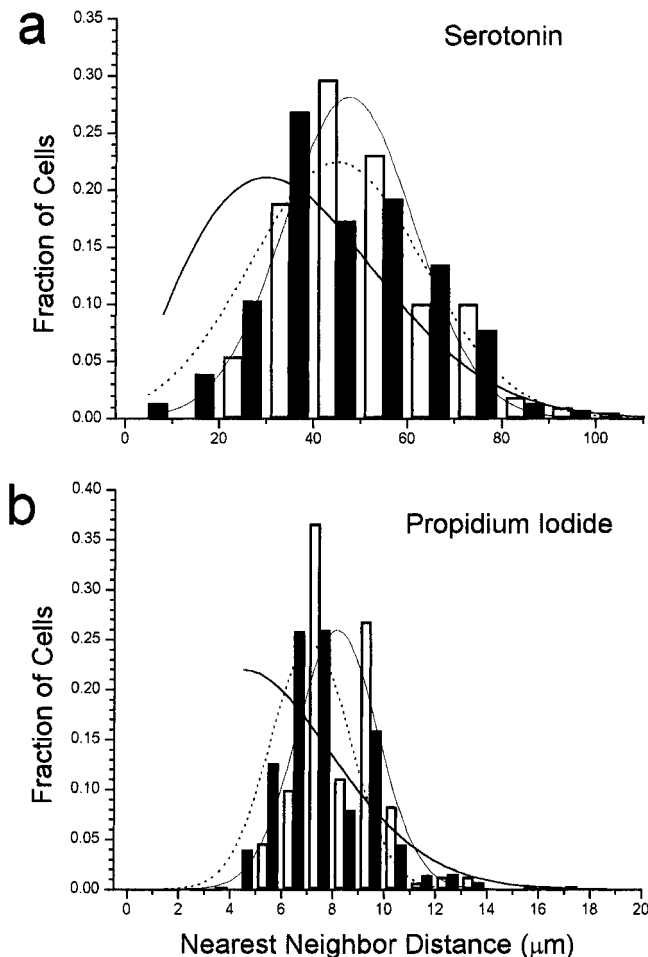 a
Serotonin
Fraction of Cells
0.35
0.30
0.25
0.20
0.15
0.10
0.05
0.00
0 20 40 60 80 100
b
Propidium Iodide
Fraction of Cells
0.40
0.35
0.30
0.25
0.20
0.15
0.10
0.05
0.00
0 2 4 6 8 10 12 14 16 18 20
Nearest Neighbor Distance (μm)